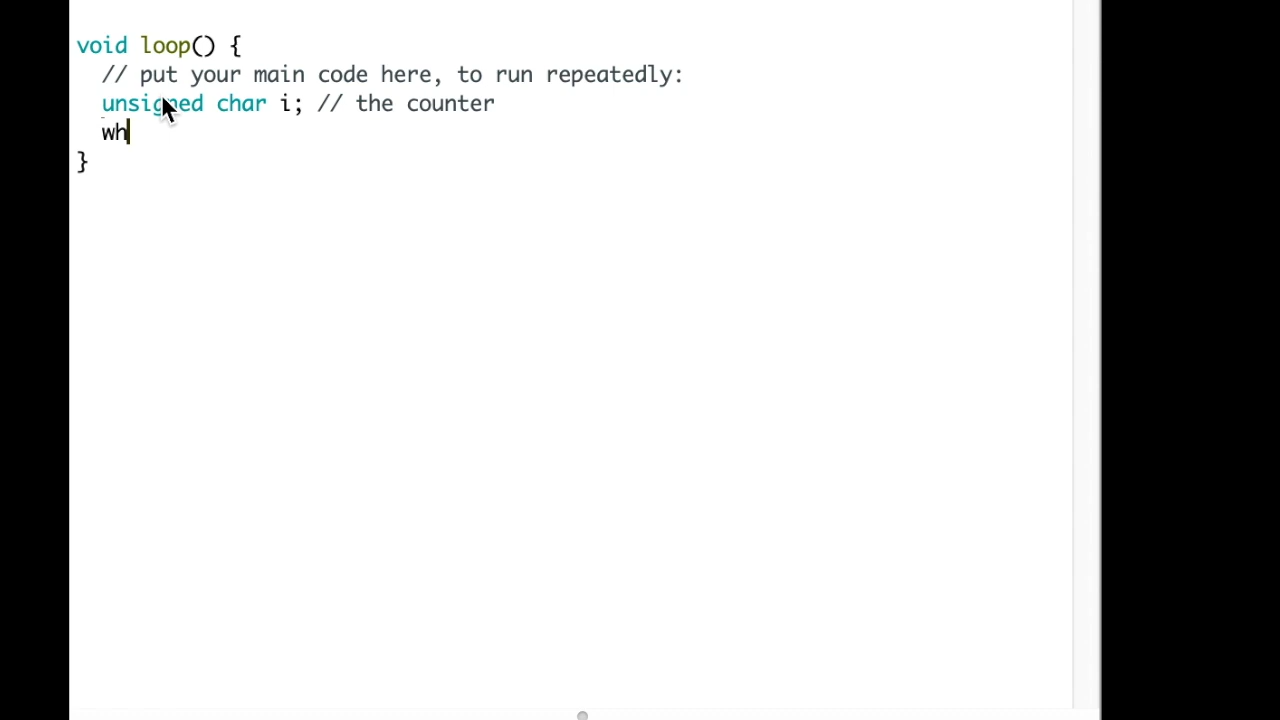 void loop() {
// put your main code here, to run repeatedly:
unsigned char i; // the counter
wh
}